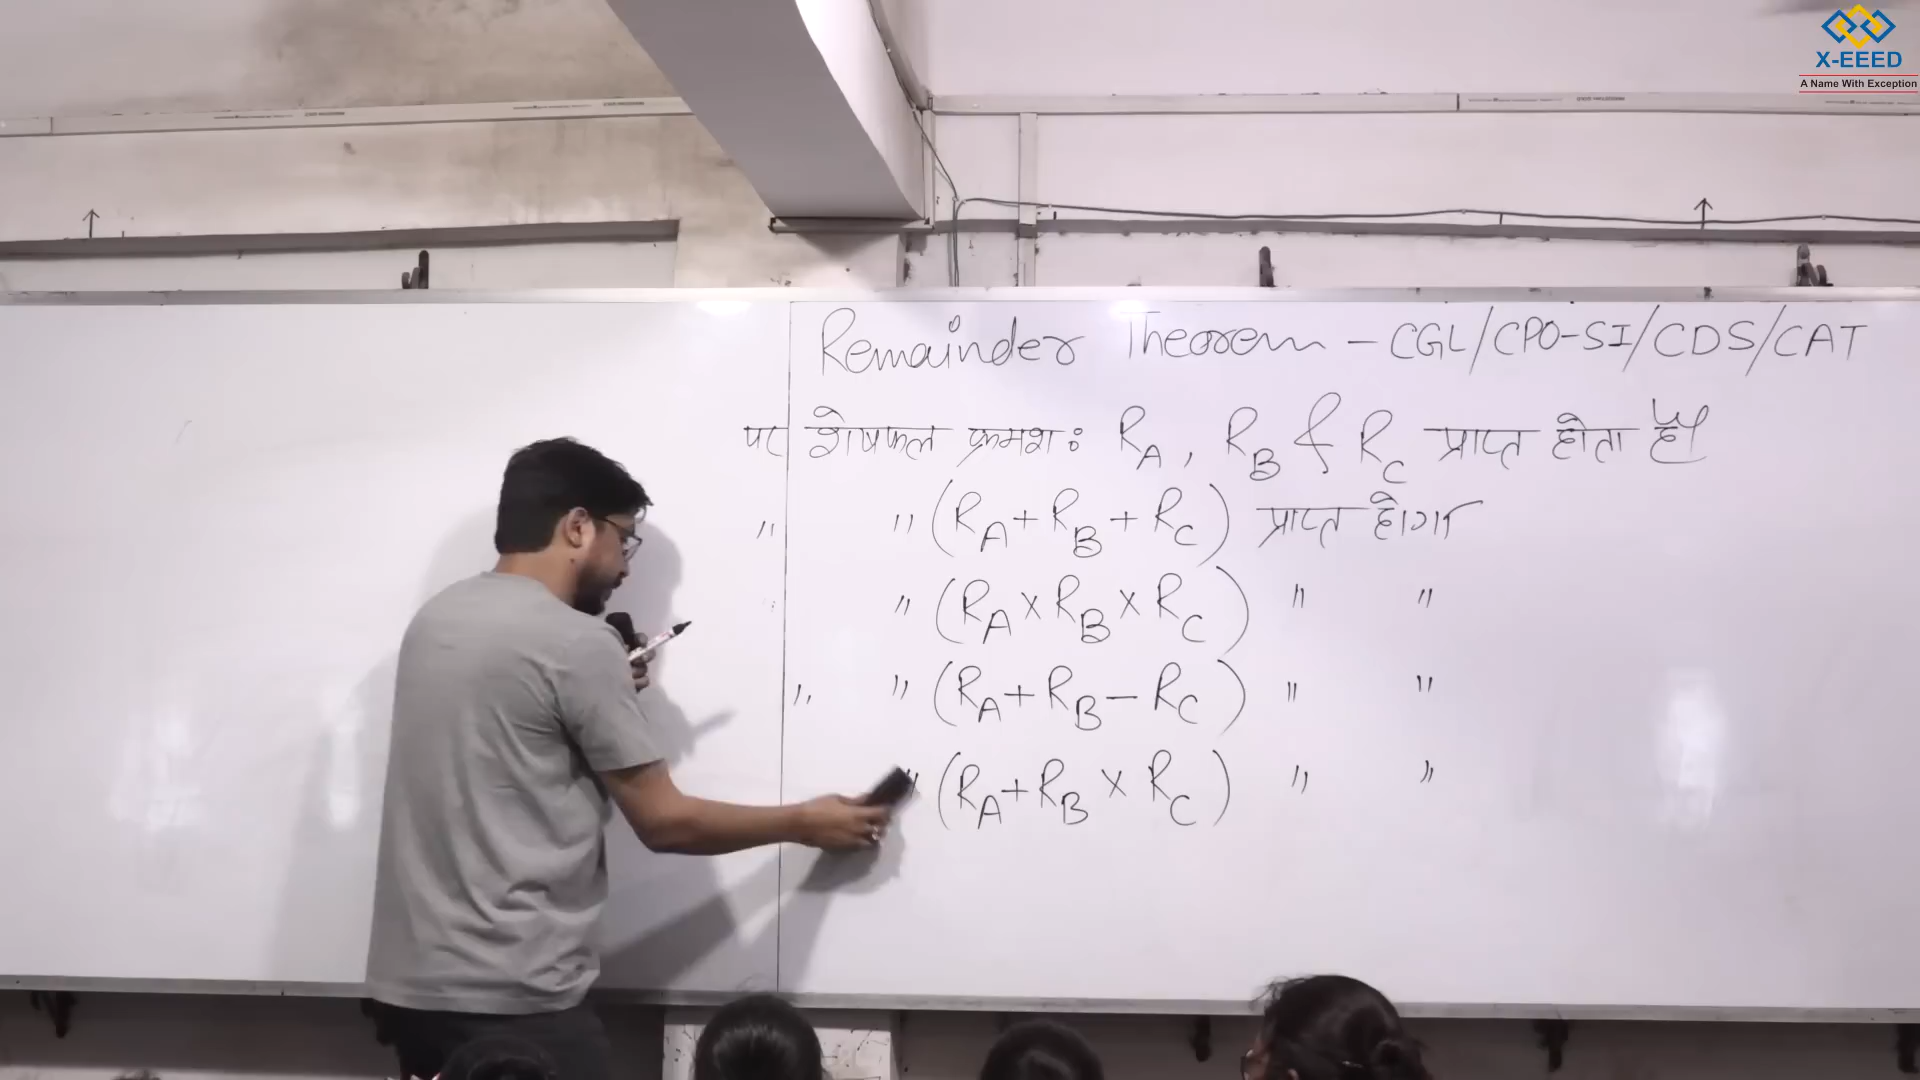 X-EEED
A Name With Exception
Remainder Theorem - CGL/CPO-SI/CDS/CAT
पर शेषफल क्रमशः R_A, R_B & R_C प्राप्त होता है।
" " (R_A + R_B + R_C) प्राप्त होगा
" (R_A × R_B × R_C) " "
" " (R_A + R_B - R_C) " "
" (R_A + R_B × R_C) " "